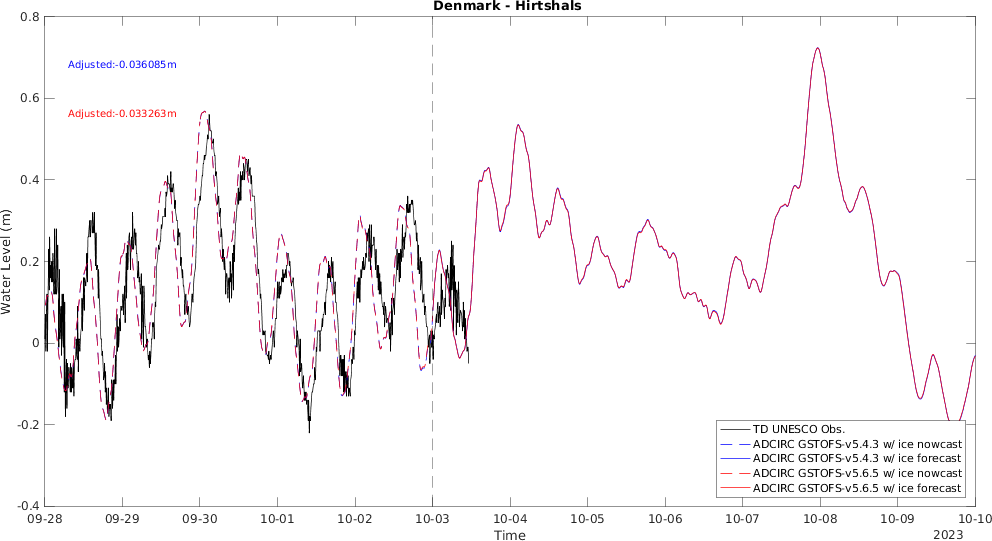 Denmark - Hirtshals
0.8
0.6
0.4
0.2
0
-0.2
-0.4
Water Level (m)
Adjusted:-0.036085m
Adjusted:-0.033263m
TD UNESCO Obs.
ADCIRC GSTOFS-v5.4.3 w/ ice nowcast
ADCIRC GSTOFS-v5.4.3 w/ ice forecast
ADCIRC GSTOFS-v5.6.5 w/ ice nowcast
ADCIRC GSTOFS-v5.6.5 w/ ice forecast
09-28 09-29 09-30 10-01 10-02 10-03 10-04 10-05 10-06 10-07 10-08 10-09 10-10
Time
2023